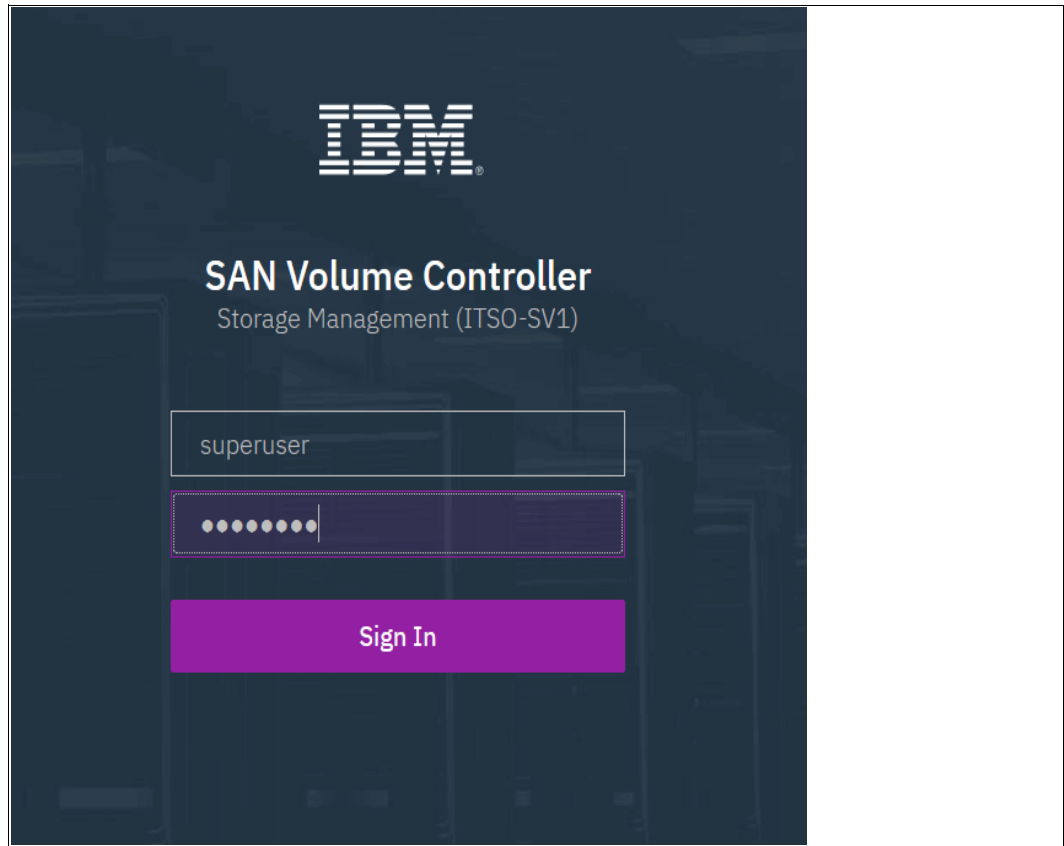 IBM®
SAN Volume Controller
Storage Management (ITSO-SV1)
superuser
●●●●●●●●
Sign In